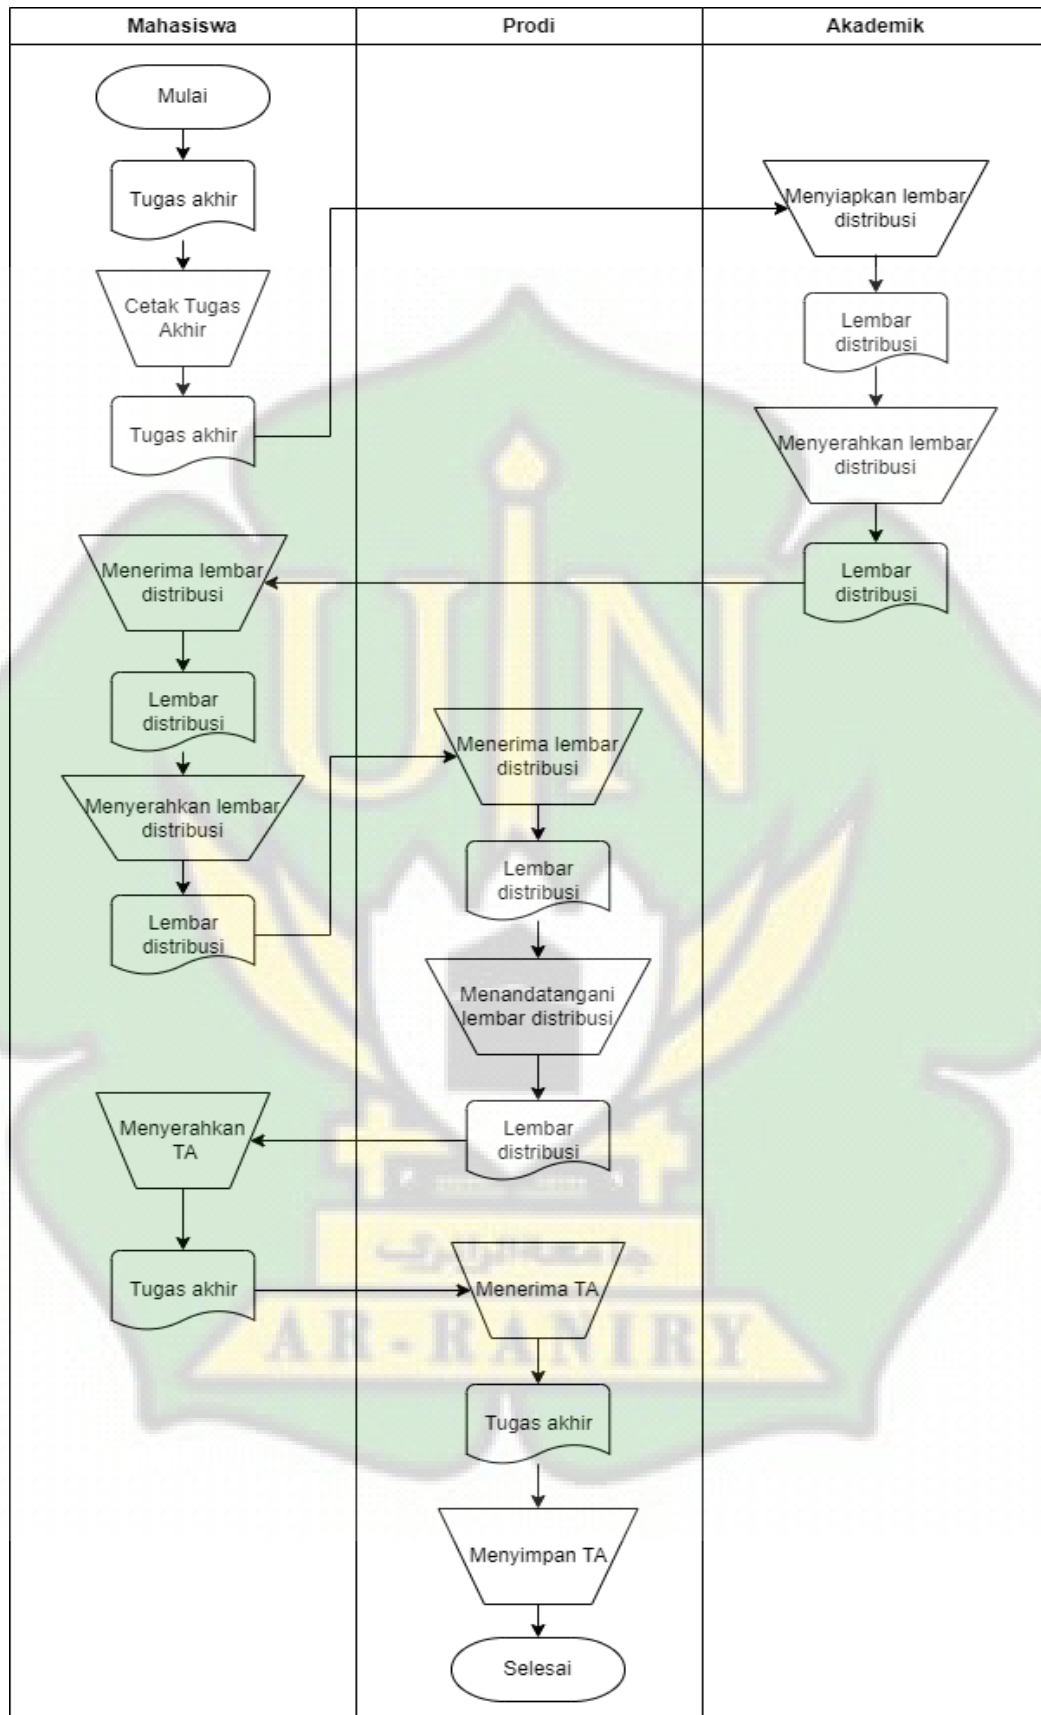 Mahasiswa
Prodi
Akademik
Mulai
Tugas akhir
Cetak Tugas
Akhir
Tugas akhir
Menyiapkan lembar
distribusi
Lembar
distribusi
Menyerahkan lembar
distribusi
Lembar
distribusi
Menerima lembar
distribusi
Lembar
distribusi
Menyerahkan lembar
distribusi
Lembar
distribusi
Menerima lembar
distribusi
Lembar
distribusi
Menandatangani
lembar distribusi
Lembar
distribusi
Menyerahkan
TA
Tugas akhir
Menerima TA
Tugas akhir
Menyimpan TA
Selesai
UIN
AR-RANIRY